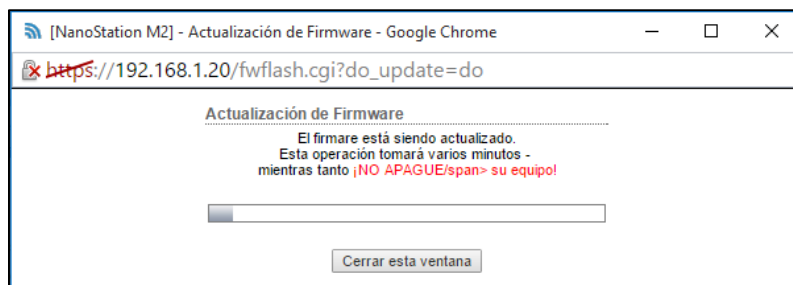 [NanoStation M2] - Actualización de Firmware - Google Chrome
https://192.168.1.20/fwflash.cgi?do_update=do
Actualización de Firmware
El firmare está siendo actualizado.
Esta operación tomará varios minutos -
mientras tanto ¡NO APAGUE/span> su equipo!
Cerrar esta ventana